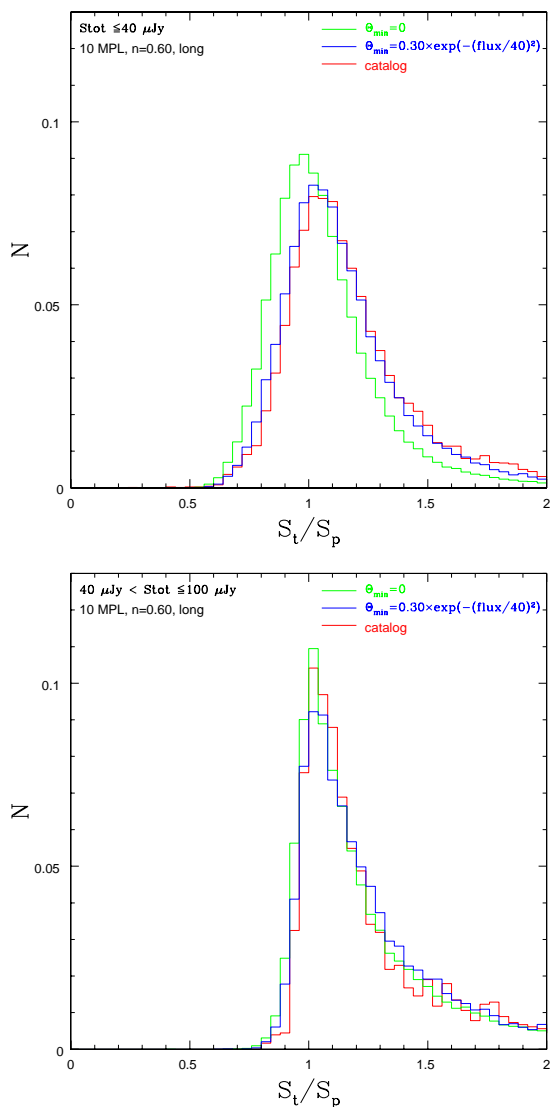 Stot ≦40 μJy
10 MPL, n=0.60, long
Θmin=0
Θmin=0.30×exp(−(flux/40)²)
catalog
0.1
0.05
0
N
0 0.5 1 1.5 2
St/Sp
40 μJy < Stot ≦100 μJy
10 MPL, n=0.60, long
Θmin=0
Θmin=0.30×exp(−(flux/40)²)
catalog
0.1
0.05
0
N
0 0.5 1 1.5 2
St/Sp